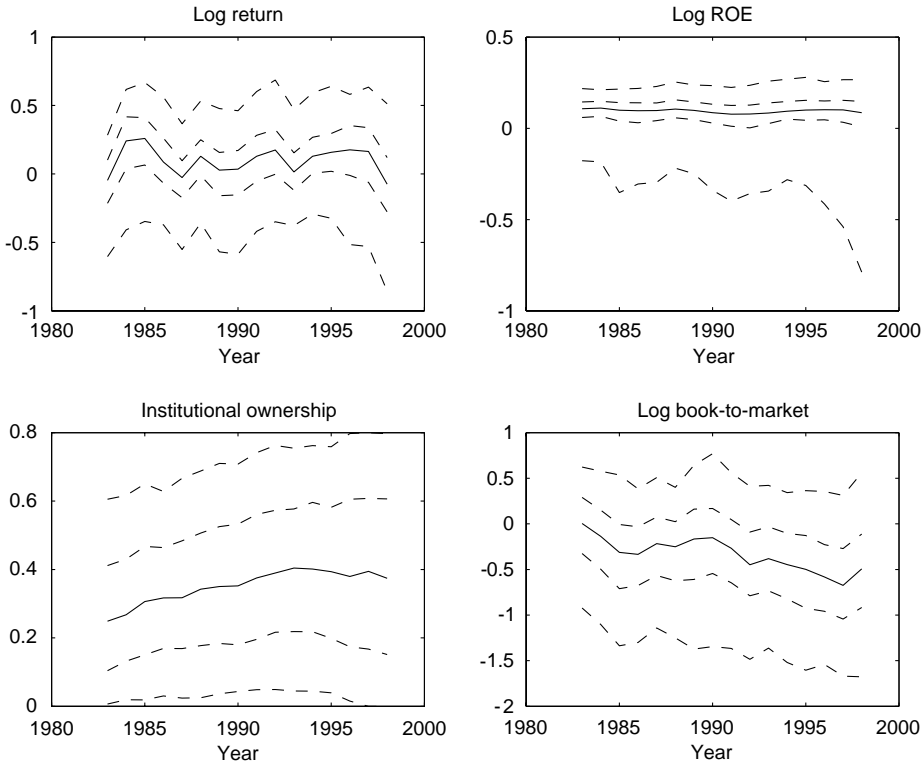 Log return
1
0.5
0
-0.5
-1
1980 1985 1990 1995 2000
Year
Log ROE
0.5
0
-0.5
-1
1980 1985 1990 1995 2000
Year
Institutional ownership
0.8
0.6
0.4
0.2
0
1980 1985 1990 1995 2000
Year
Log book-to-market
1
0.5
0
-0.5
-1
-1.5
-2
1980 1985 1990 1995 2000
Year